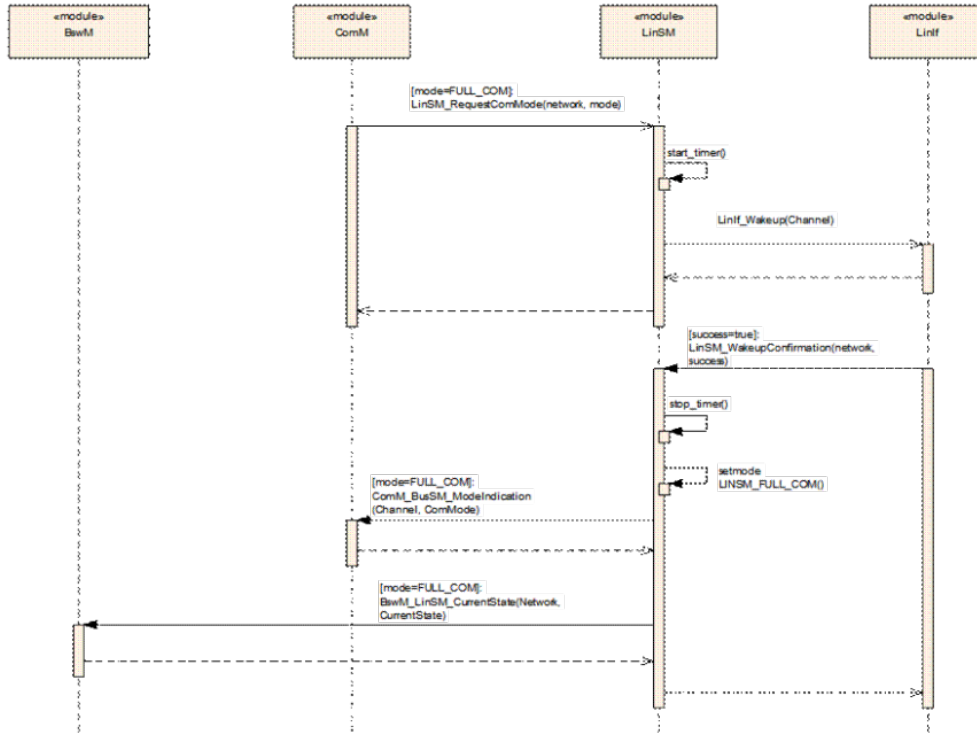 «module»
BswM
«module»
ComM
«module»
LinSM
«module»
LinIf
[mode=FULL_COM]:
LinSM_RequestComMode(network, mode)
start_timer()
LinIf_Wakeup(Channel)
[success=true]:
LinSM_WakeupConfirmation(network,
success)
stop_timer()
setmode
LINSM_FULL_COM()
[mode=FULL_COM]:
ComM_BusSM_ModeIndication
(Channel, ComMode)
[mode=FULL_COM]:
BswM_LinSM_CurrentState(Network,
CurrentState)